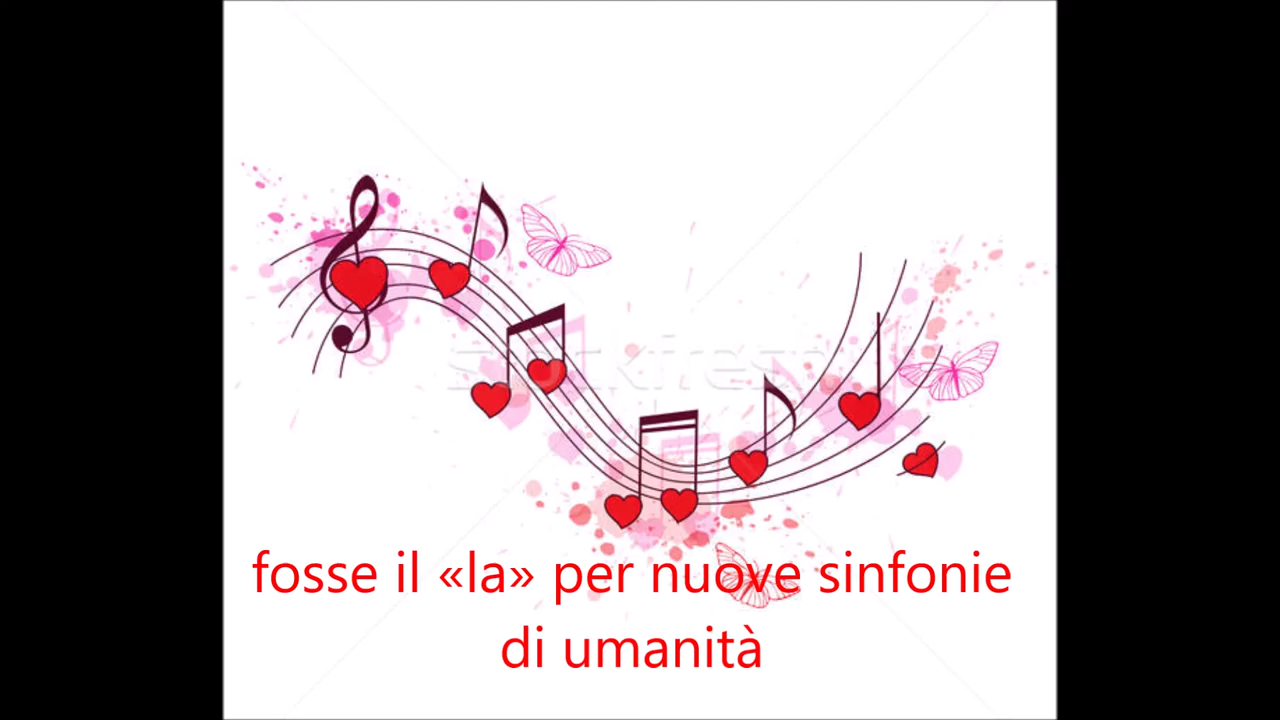 fosse il «la» per nuove sinfonie
di umanità